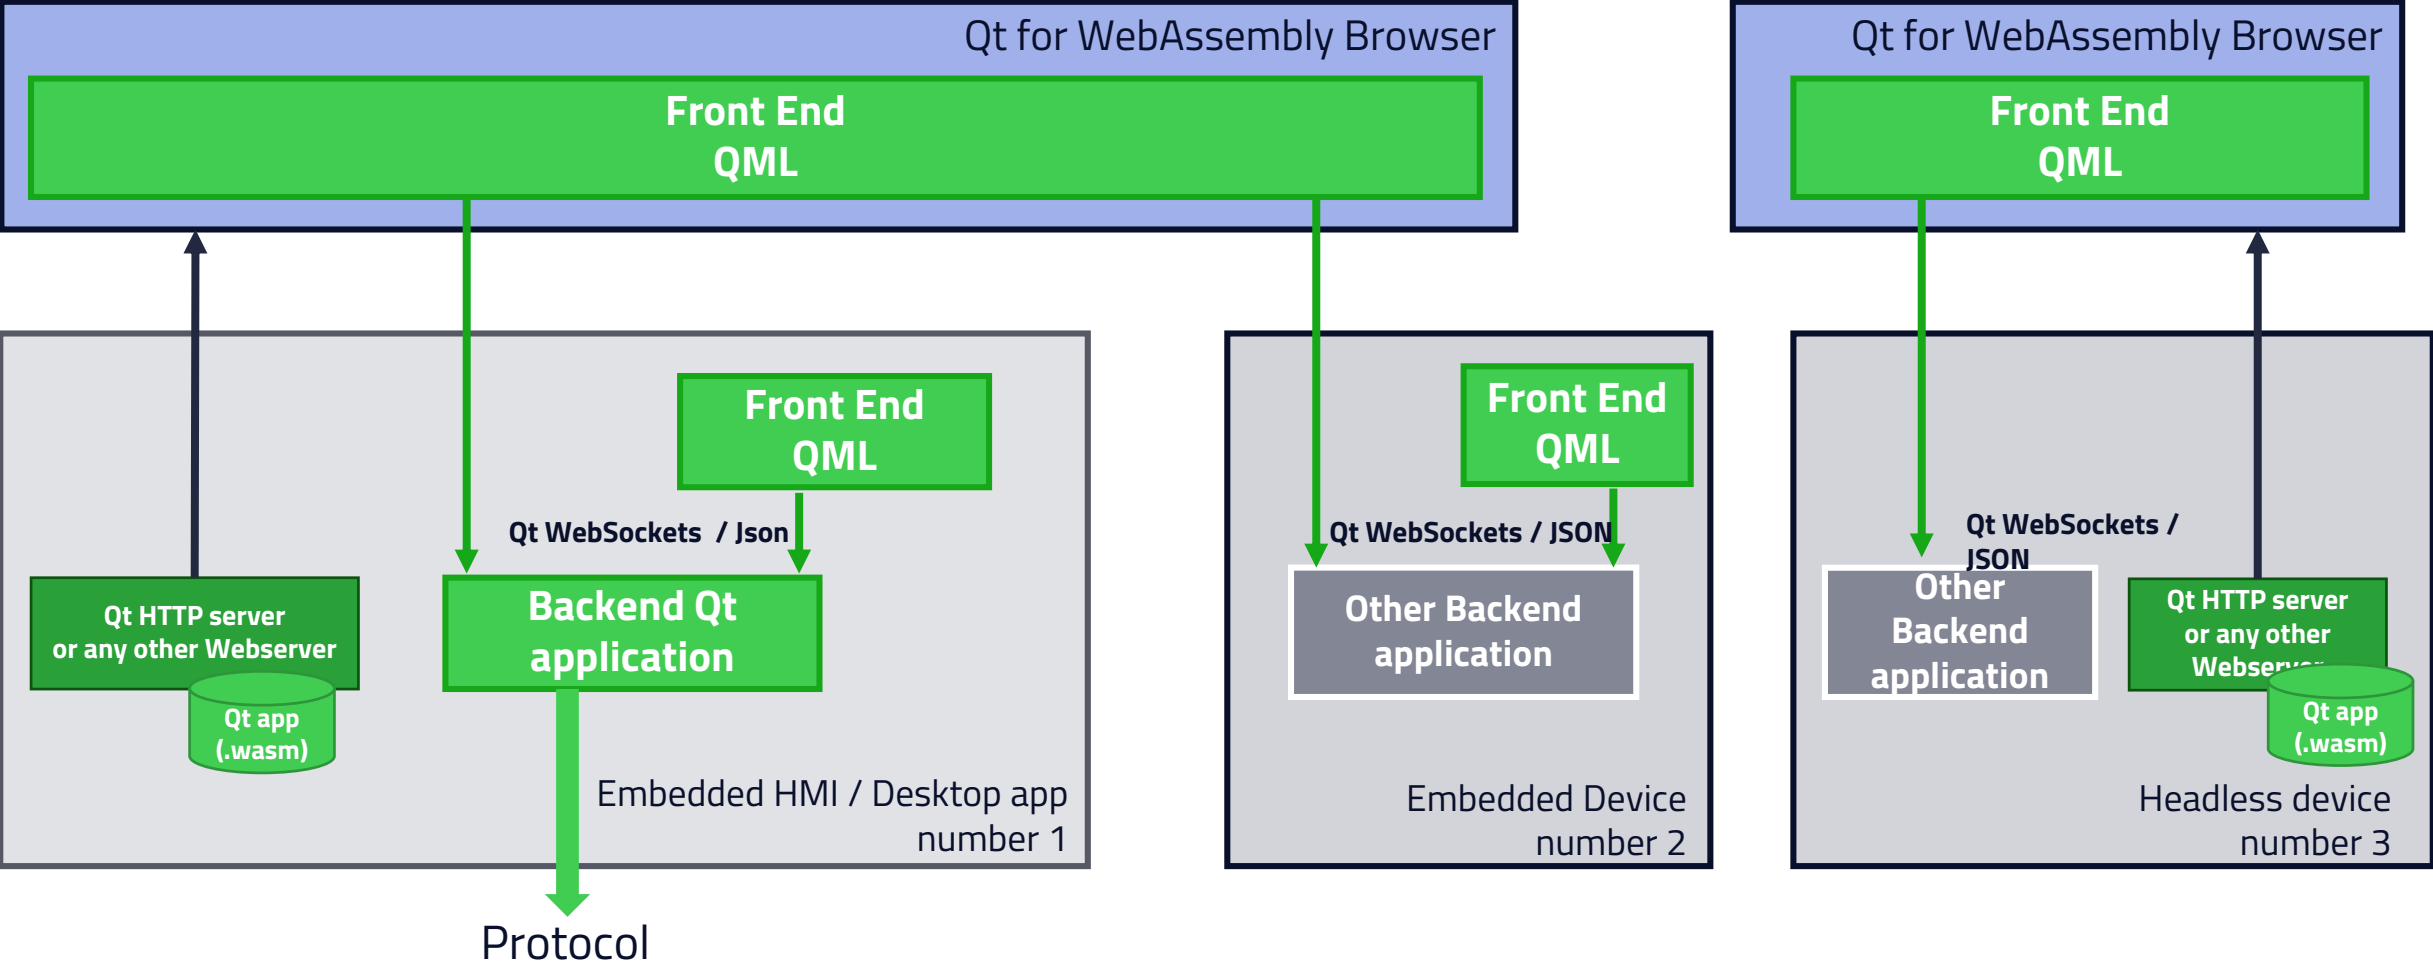 Qt for WebAssembly Browser
Front End
QML
Qt for WebAssembly Browser
Front End
QML
Front End
QML
Qt WebSockets / Json
Qt HTTP server
or any other Webserver
Qt app
(.wasm)
Backend Qt
application
Embedded HMI / Desktop app
number 1
Protocol
Front End
QML
Qt WebSockets / JSON
Other Backend
application
Embedded Device
number 2
Qt WebSockets /
JSON
Other
Backend
application
Qt HTTP server
or any other
Webserver
Qt app
(.wasm)
Headless device
number 3